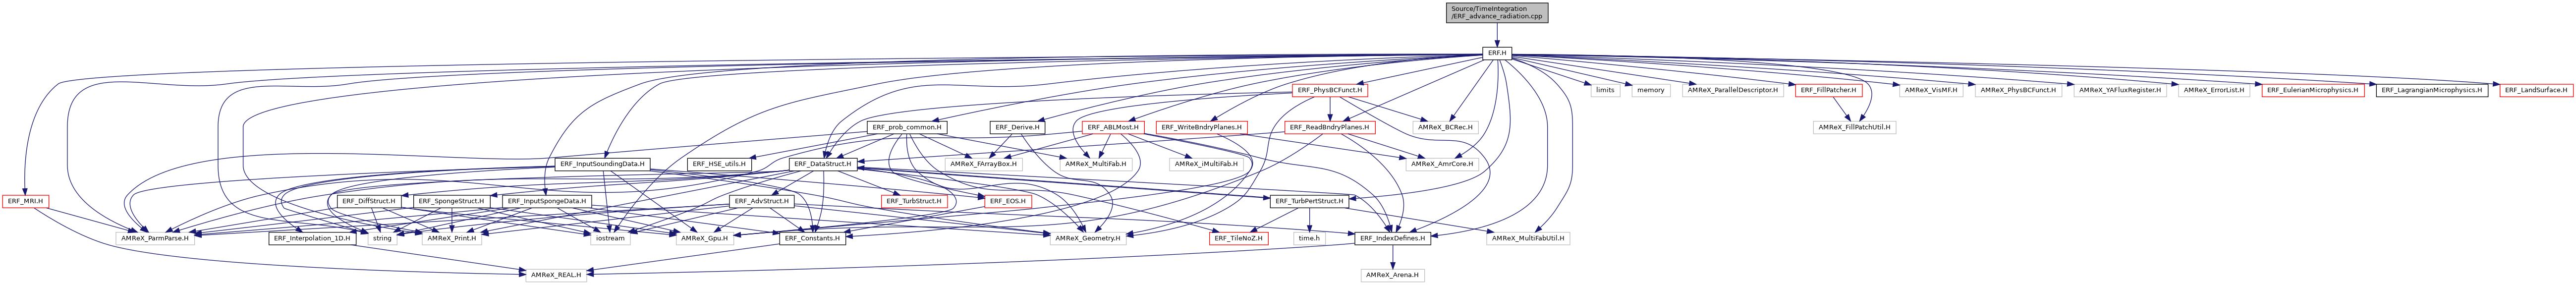 Source/TimeIntegration
/ERF_advance_radiation.cpp
ERF.H
ERF_PhysBCFunct.H
limits
memory
AMReX_ParallelDescriptor.H
ERF_FillPatcher.H
AMReX_VisMF.H
AMReX_PhysBCFunct.H
AMReX_YAFluxRegister.H
AMReX_ErrorList.H
ERF_EulerianMicrophysics.H
ERF_LagrangianMicrophysics.H
ERF_LandSurface.H
ERF_prob_common.H
ERF_Derive.H
ERF_ABLMost.H
ERF_WriteBndryPlanes.H
ERF_ReadBndryPlanes.H
AMReX_BCRec.H
AMReX_FillPatchUtil.H
ERF_InputSoundingData.H
ERF_HSE_utils.H
ERF_DataStruct.H
AMReX_FArrayBox.H
AMReX_MultiFab.H
AMReX_iMultiFab.H
AMReX_AmrCore.H
ERF_MRI.H
ERF_DiffStruct.H
ERF_SpongeStruct.H
ERF_InputSpongeData.H
ERF_AdvStruct.H
ERF_TurbStruct.H
ERF_EOS.H
ERF_TurbPertStruct.H
AMReX_ParmParse.H
ERF_Interpolation_1D.H
string
AMReX_Print.H
iostream
AMReX_Gpu.H
ERF_Constants.H
AMReX_Geometry.H
ERF_TileNoZ.H
time.h
ERF_IndexDefines.H
AMReX_MultiFabUtil.H
AMReX_REAL.H
AMReX_Arena.H